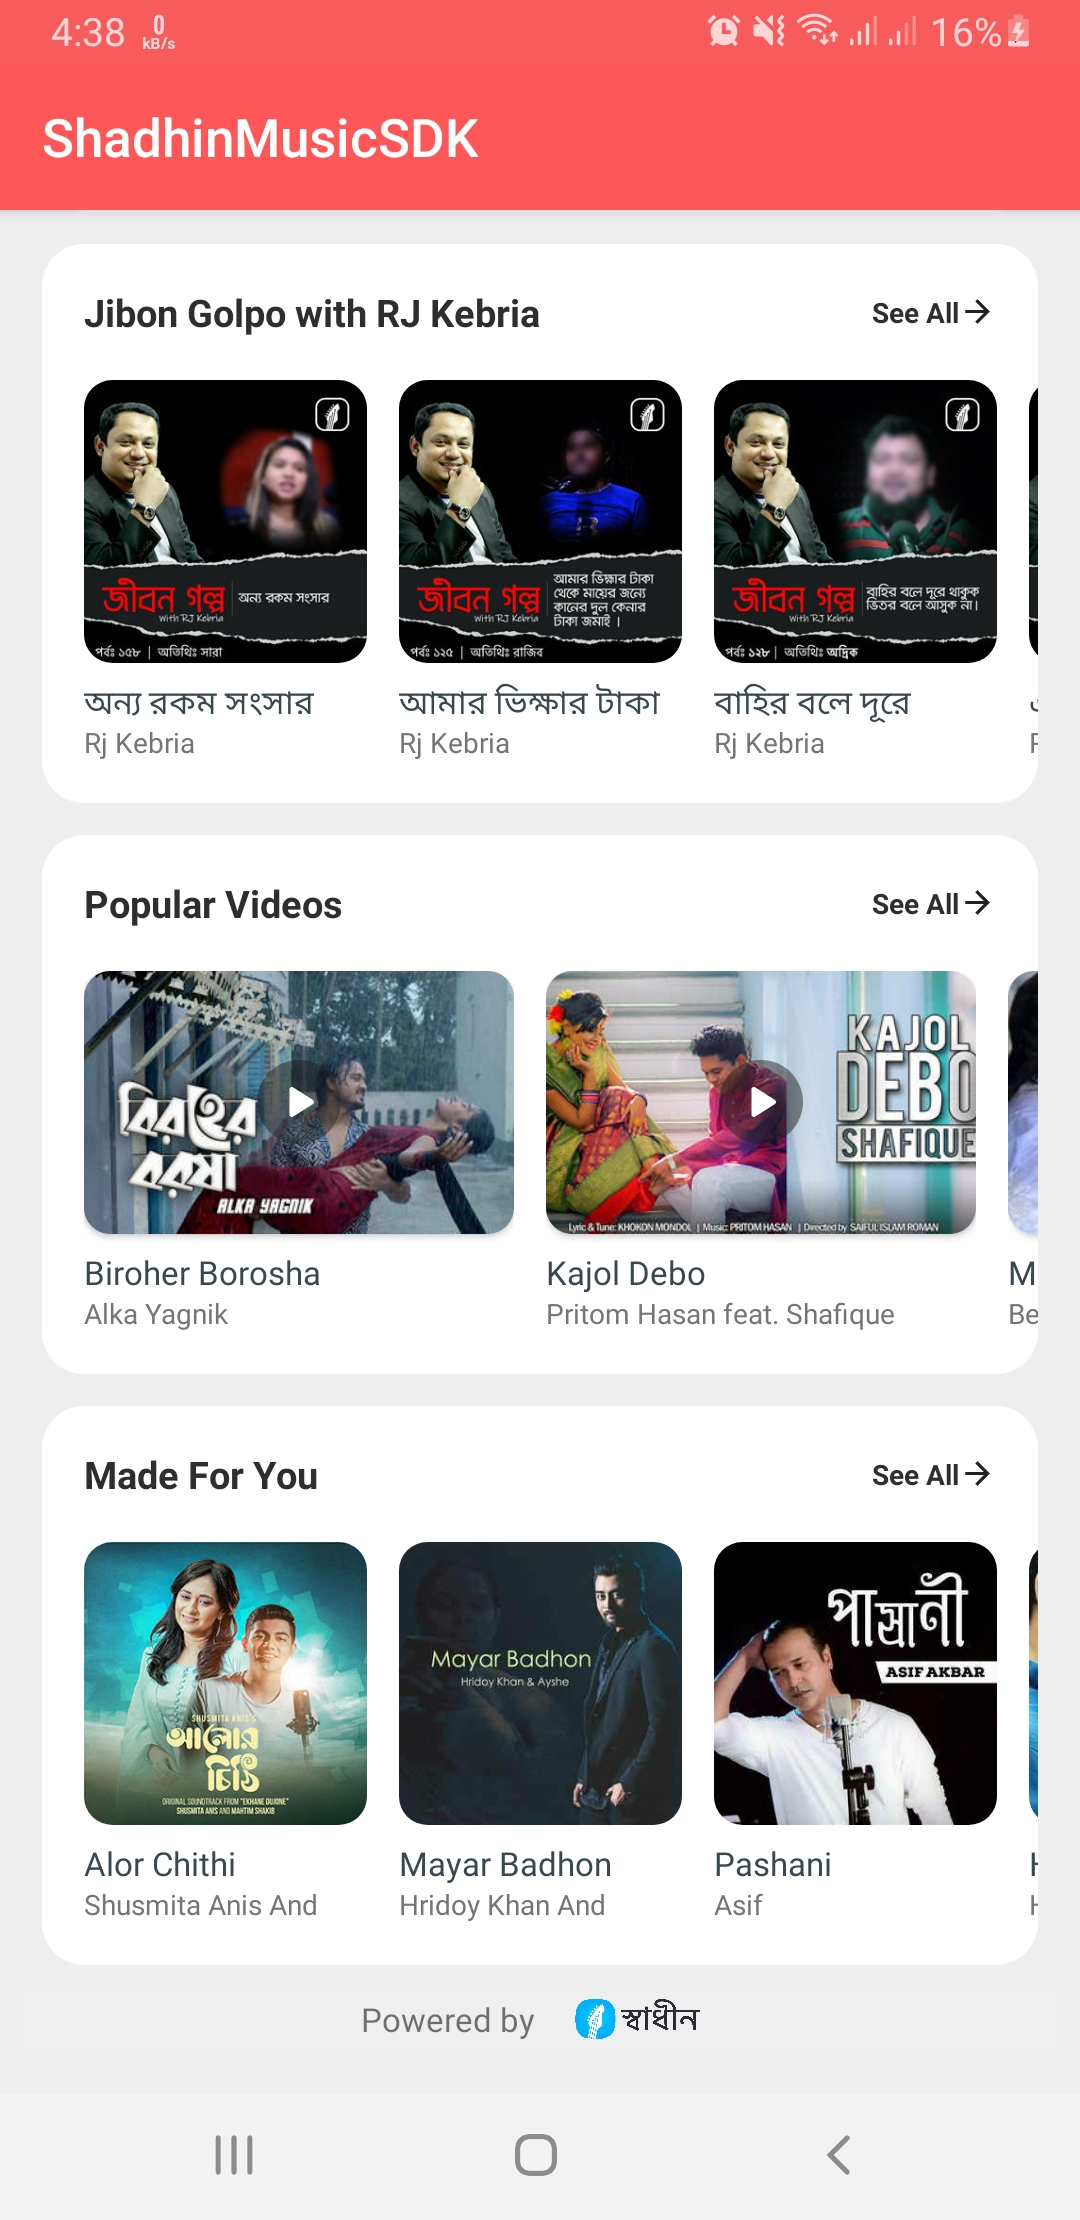 4:38
0
kB/s
16%
ShadhinMusicSDK
Jibon Golpo with RJ Kebria
See All
জীবন গল্প
with RJ Kebria
অন্য রকম সংসার
পর্বঃ ১৫৮ | অতিথিঃ সারা
জীবন গল্প
with RJ Kebria
আমার ভিক্ষার টাকা
থেকে মায়ের জন্যে
কানের দুল কেনার
টাকা জমাই ।
পর্বঃ ১২৫ | অতিথিঃ রাজিব
জীবন গল্প
with RJ Kebria
বাহির বলে দূরে থাকুক
ভিতর বলে আসুক না।
পর্বঃ ১২৮ | অতিথিঃ অদ্রিক
অন্য রকম সংসার
Rj Kebria
আমার ভিক্ষার টাকা
Rj Kebria
বাহির বলে দূরে
Rj Kebria
Popular Videos
See All
বিরহের
বরষা
ALKA YAGNIK
KAJOL
DEBO
SHAFIQUE
Lyric & Tune: KHOKON MONDOL | Music: PRITOM HASAN | Directed by SAIFUL ISLAM ROMAN
Biroher Borosha
Alka Yagnik
Kajol Debo
Pritom Hasan feat. Shafique
M
Be
Made For You
See All
SHUSMITA ANIS'S
আলোর
চিঠি
ORIGINAL SOUNDTRACK FROM "EKHANE DUJONE"
SHUSMITA ANIS AND MAHTIM SHAKIB
Mayar Badhon
Hridoy Khan & Ayshe
পাষাণী
ASIF AKBAR
Alor Chithi
Shusmita Anis And
Mayar Badhon
Hridoy Khan And
Pashani
Asif
Powered by
স্বাধীন